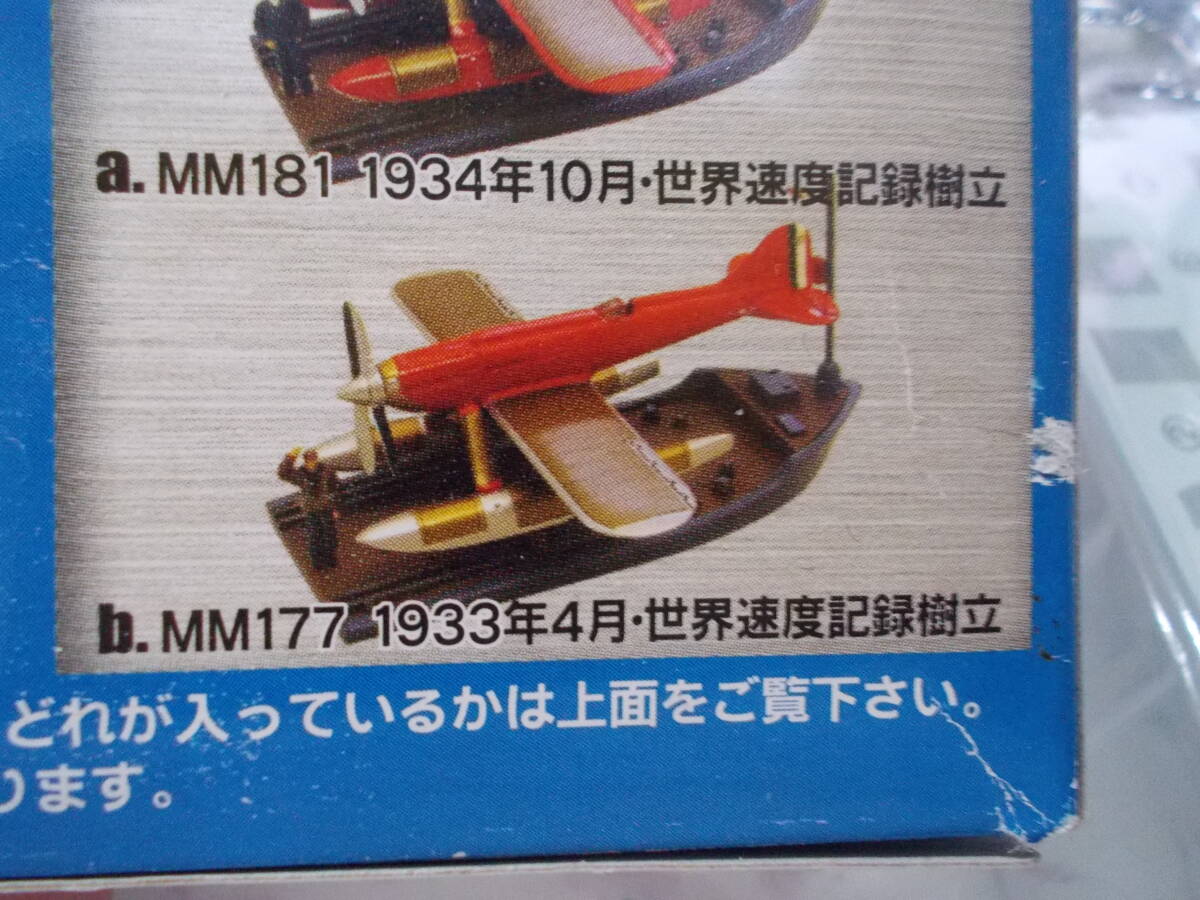 a. MM181 1934年10月・世界速度記録樹立
b. MM177 1933年4月・世界速度記録樹立
どれが入っているかは上面をご覧下さい。
ります。